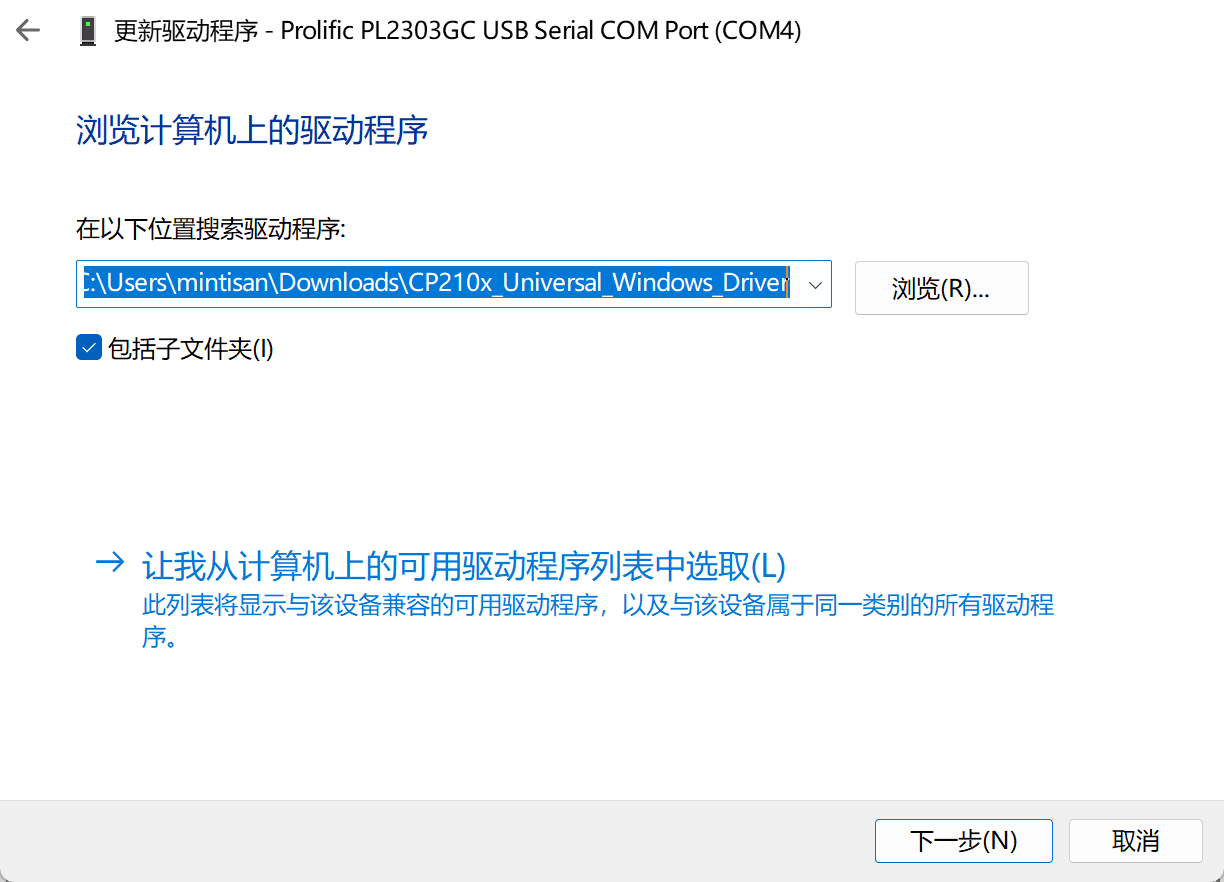 更新驱动程序 - Prolific PL2303GC USB Serial COM Port (COM4)
浏览计算机上的驱动程序
在以下位置搜索驱动程序:
C:\Users\mintisan\Downloads\CP210x_Universal_Windows_Driver
浏览(R)...
包括子文件夹(I)
让我从计算机上的可用驱动程序列表中选取(L)
此列表将显示与该设备兼容的可用驱动程序，以及与该设备属于同一类别的所有驱动程
序。
下一步(N)
取消